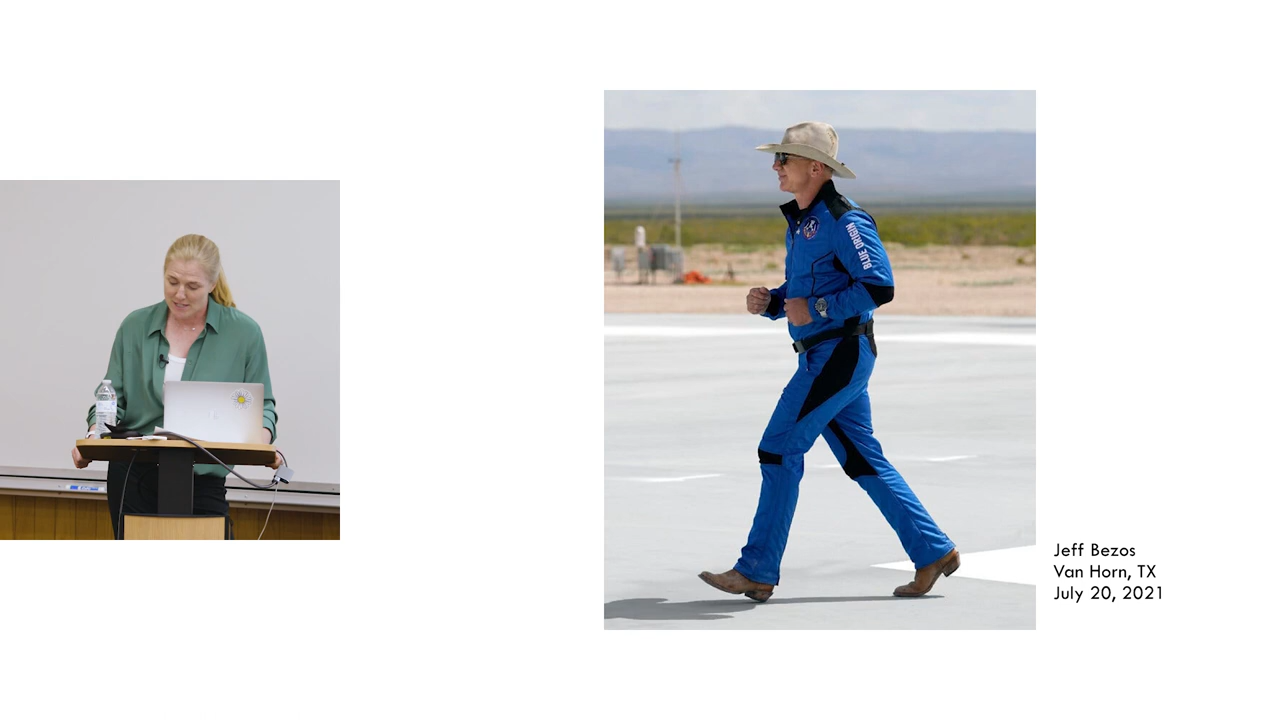 BLUE ORIGIN
Jeff Bezos
Van Horn, TX
July 20, 2021